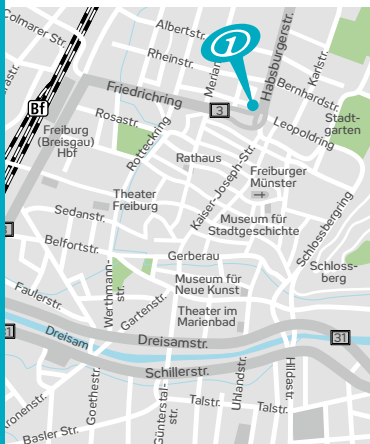 Colmarer Str.
Albertstr.
Rheinstr.
Habsburgerstr.
Karlstr.
1
Friedrichring
3
Bernhardstr.
Bf
Rosastr.
Leopoldring
Stadt-
garten
Freiburg
(Breisgau)
Hbf
Rotteckring
Rathaus
Kaiser-Joseph-Str.
Freiburger
Münster
Theater
Freiburg
Sedanstr.
Museum für
Stadtgeschichte
Schlossbergring
Belfortstr.
Gerberau
Schloss-
berg
Werthmann-
str.
Museum für
Neue Kunst
Faulerstr.
Gartenstr.
Theater im
Marienbad
Dreisam
Dreisamstr.
31
Schillerstr.
Goethestr.
Günterstal-
str.
Uhlandstr.
Hildastr.
Talstr.
Talstr.
Basler Str.